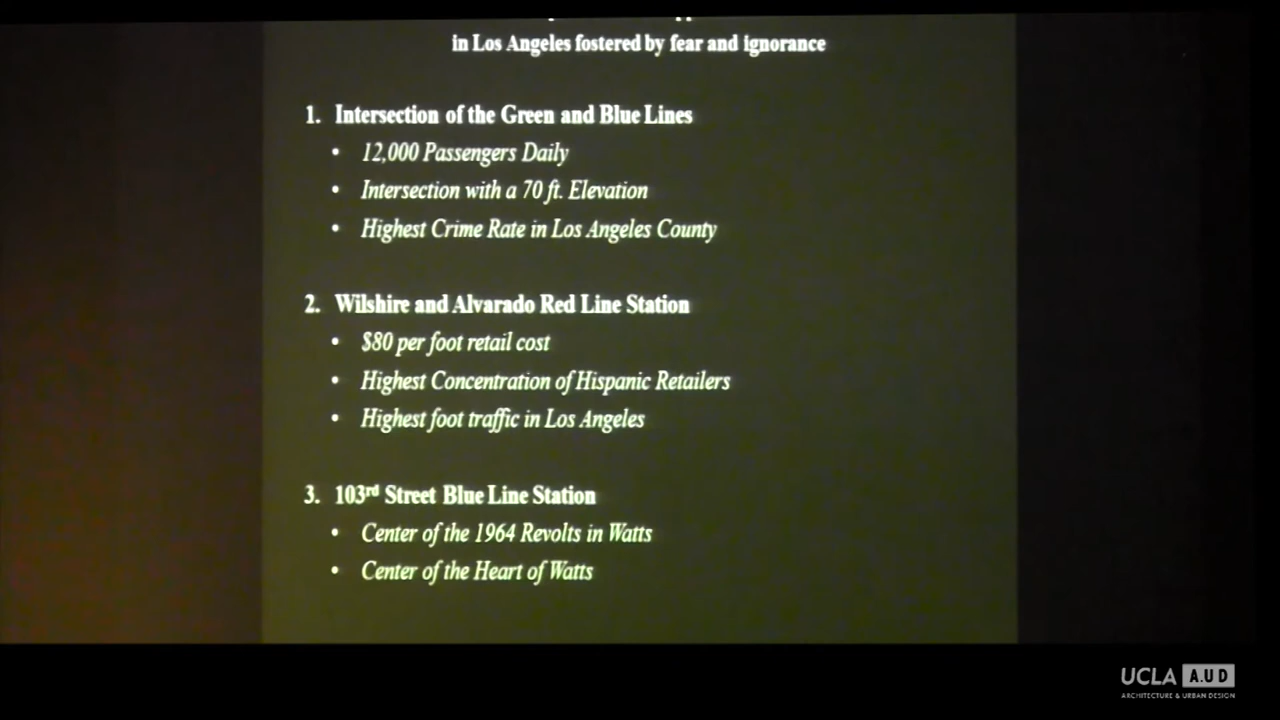 in Los Angeles fostered by fear and ignorance
1. Intersection of the Green and Blue Lines
• 12,000 Passengers Daily
• Intersection with a 70 ft. Elevation
• Highest Crime Rate in Los Angeles County
2. Wilshire and Alvarado Red Line Station
• $80 per foot retail cost
• Highest Concentration of Hispanic Retailers
• Highest foot traffic in Los Angeles
3. 103rd Street Blue Line Station
• Center of the 1964 Revolts in Watts
• Center of the Heart of Watts
UCLA A.UD
ARCHITECTURE & URBAN DESIGN